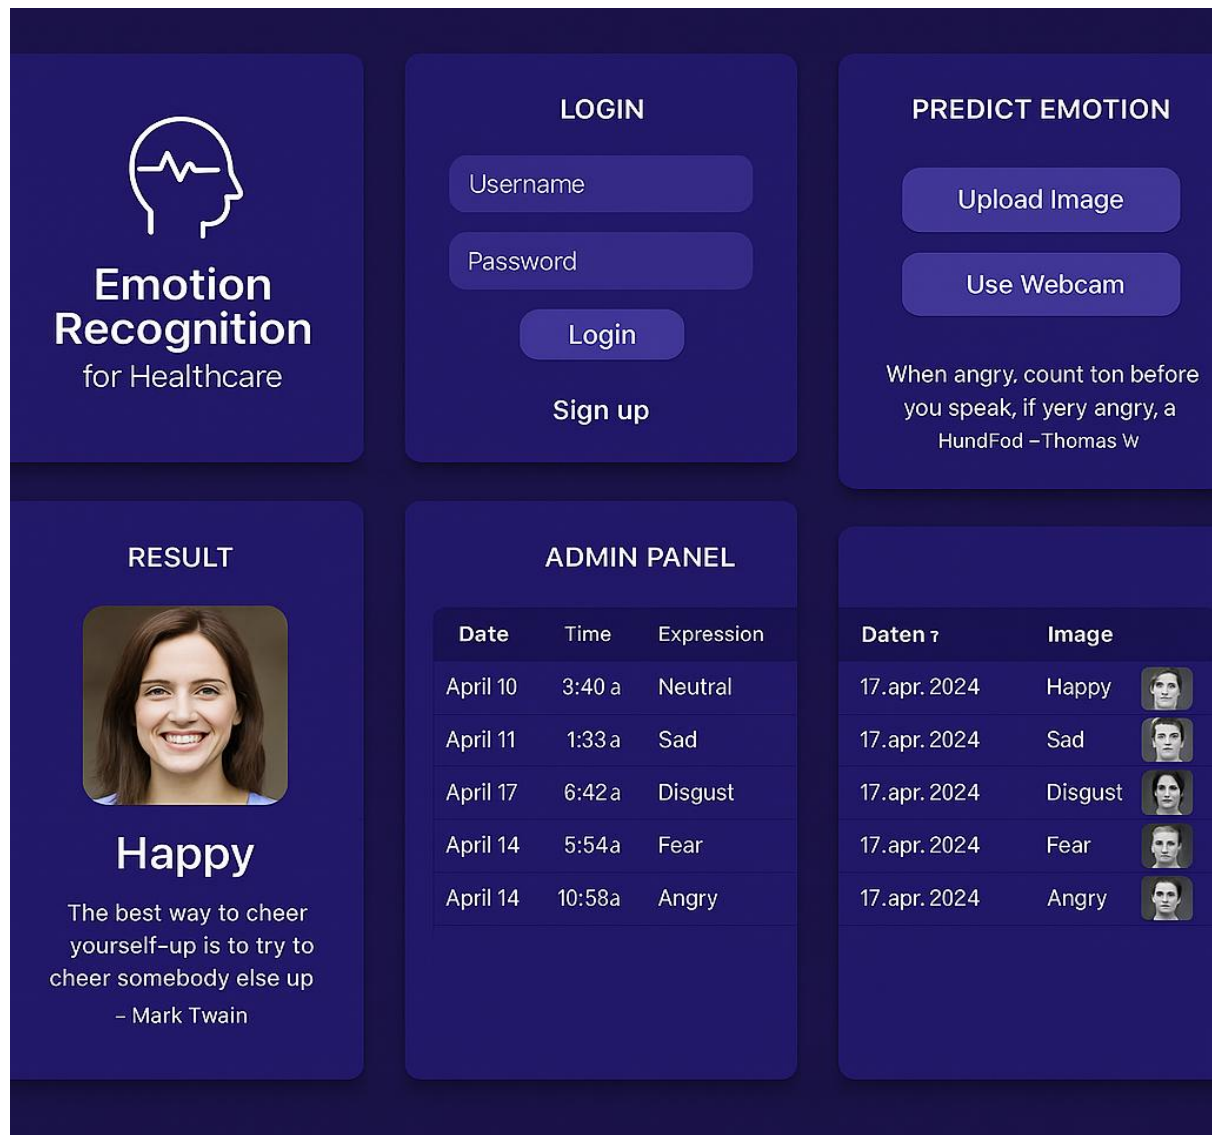 Emotion
Recognition
for Healthcare
LOGIN
Username
Password
Login
Sign up
PREDICT EMOTION
Upload Image
Use Webcam
When angry, count ton before
you speak, if yery angry, a
HundFod –Thomas W
RESULT
Happy
The best way to cheer
yourself-up is to try to
cheer somebody else up
– Mark Twain
ADMIN PANEL
Date Time Expression
April 10 3:40 a Neutral
April 11 1:33 a Sad
April 17 6:42 a Disgust
April 14 5:54a Fear
April 14 10:58a Angry
Daten ? Image
17.apr. 2024 Happy
17.apr. 2024 Sad
17.apr. 2024 Disgust
17.apr. 2024 Fear
17.apr. 2024 Angry